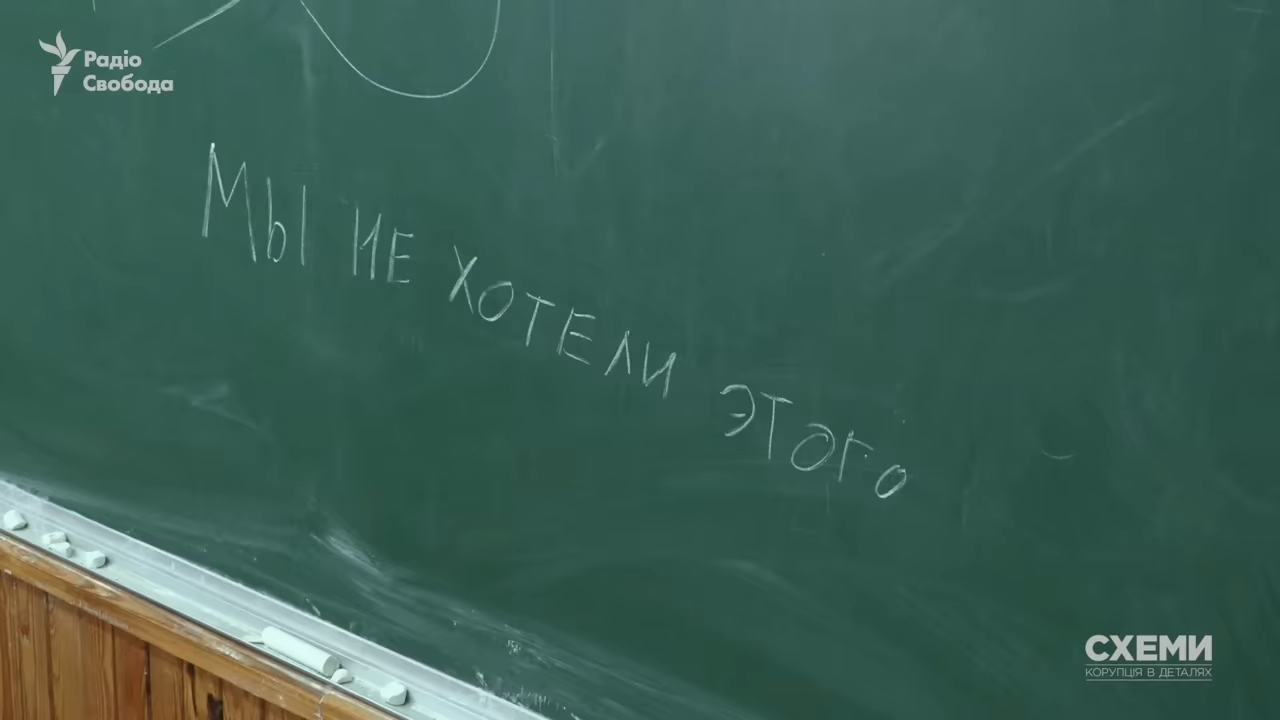 Радіо
Свобода
Мы не хотели этого
СХЕМИ
КОРУПЦІЯ В ДЕТАЛЯХ